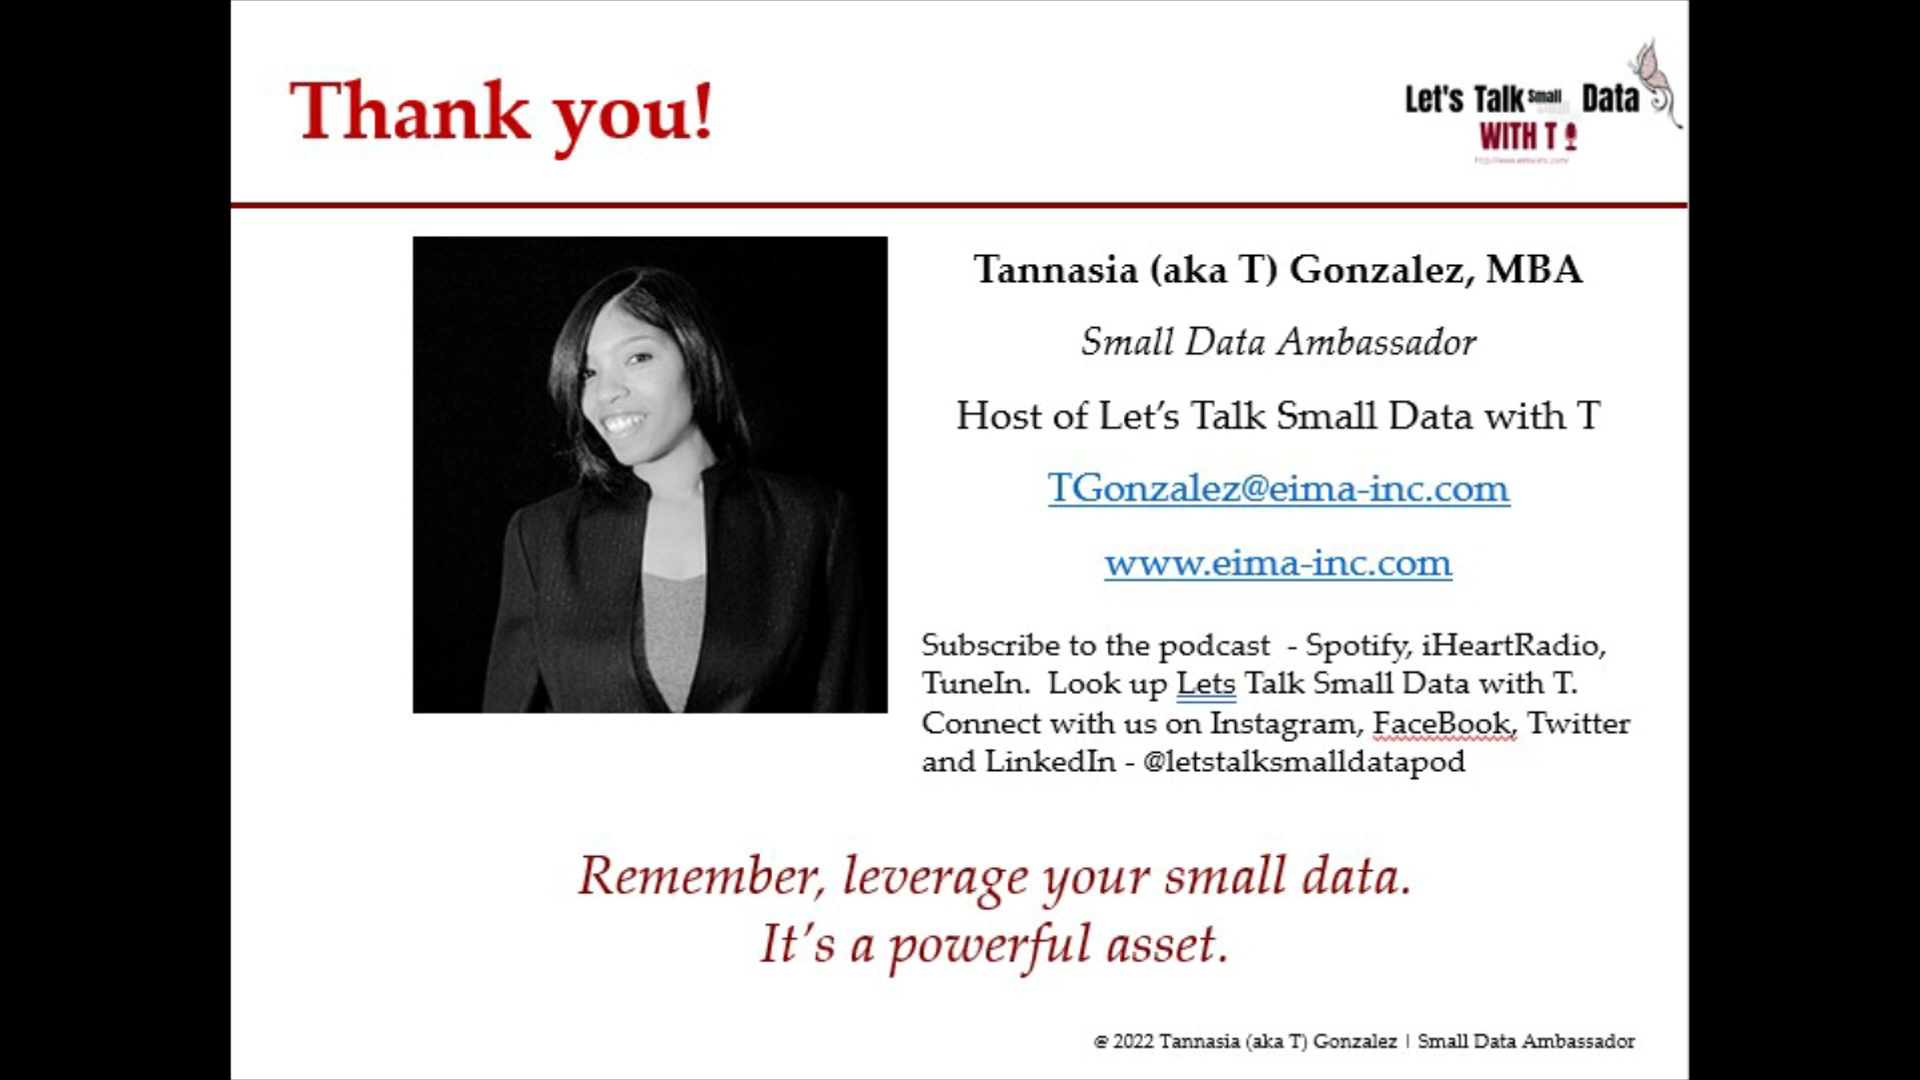 Thank you!
Let's Talk Small Data
WITH T
Tannasia (aka T) Gonzalez, MBA
Small Data Ambassador
Host of Let’s Talk Small Data with T
TGonzalez@eima-inc.com
www.eima-inc.com
Subscribe to the podcast  - Spotify, iHeartRadio,
TuneIn.  Look up Lets Talk Small Data with T.
Connect with us on Instagram, FaceBook, Twitter
and LinkedIn - @letstalksmalldatapod
Remember, leverage your small data.
It’s a powerful asset.
@ 2022 Tannasia (aka T) Gonzalez | Small Data Ambassador